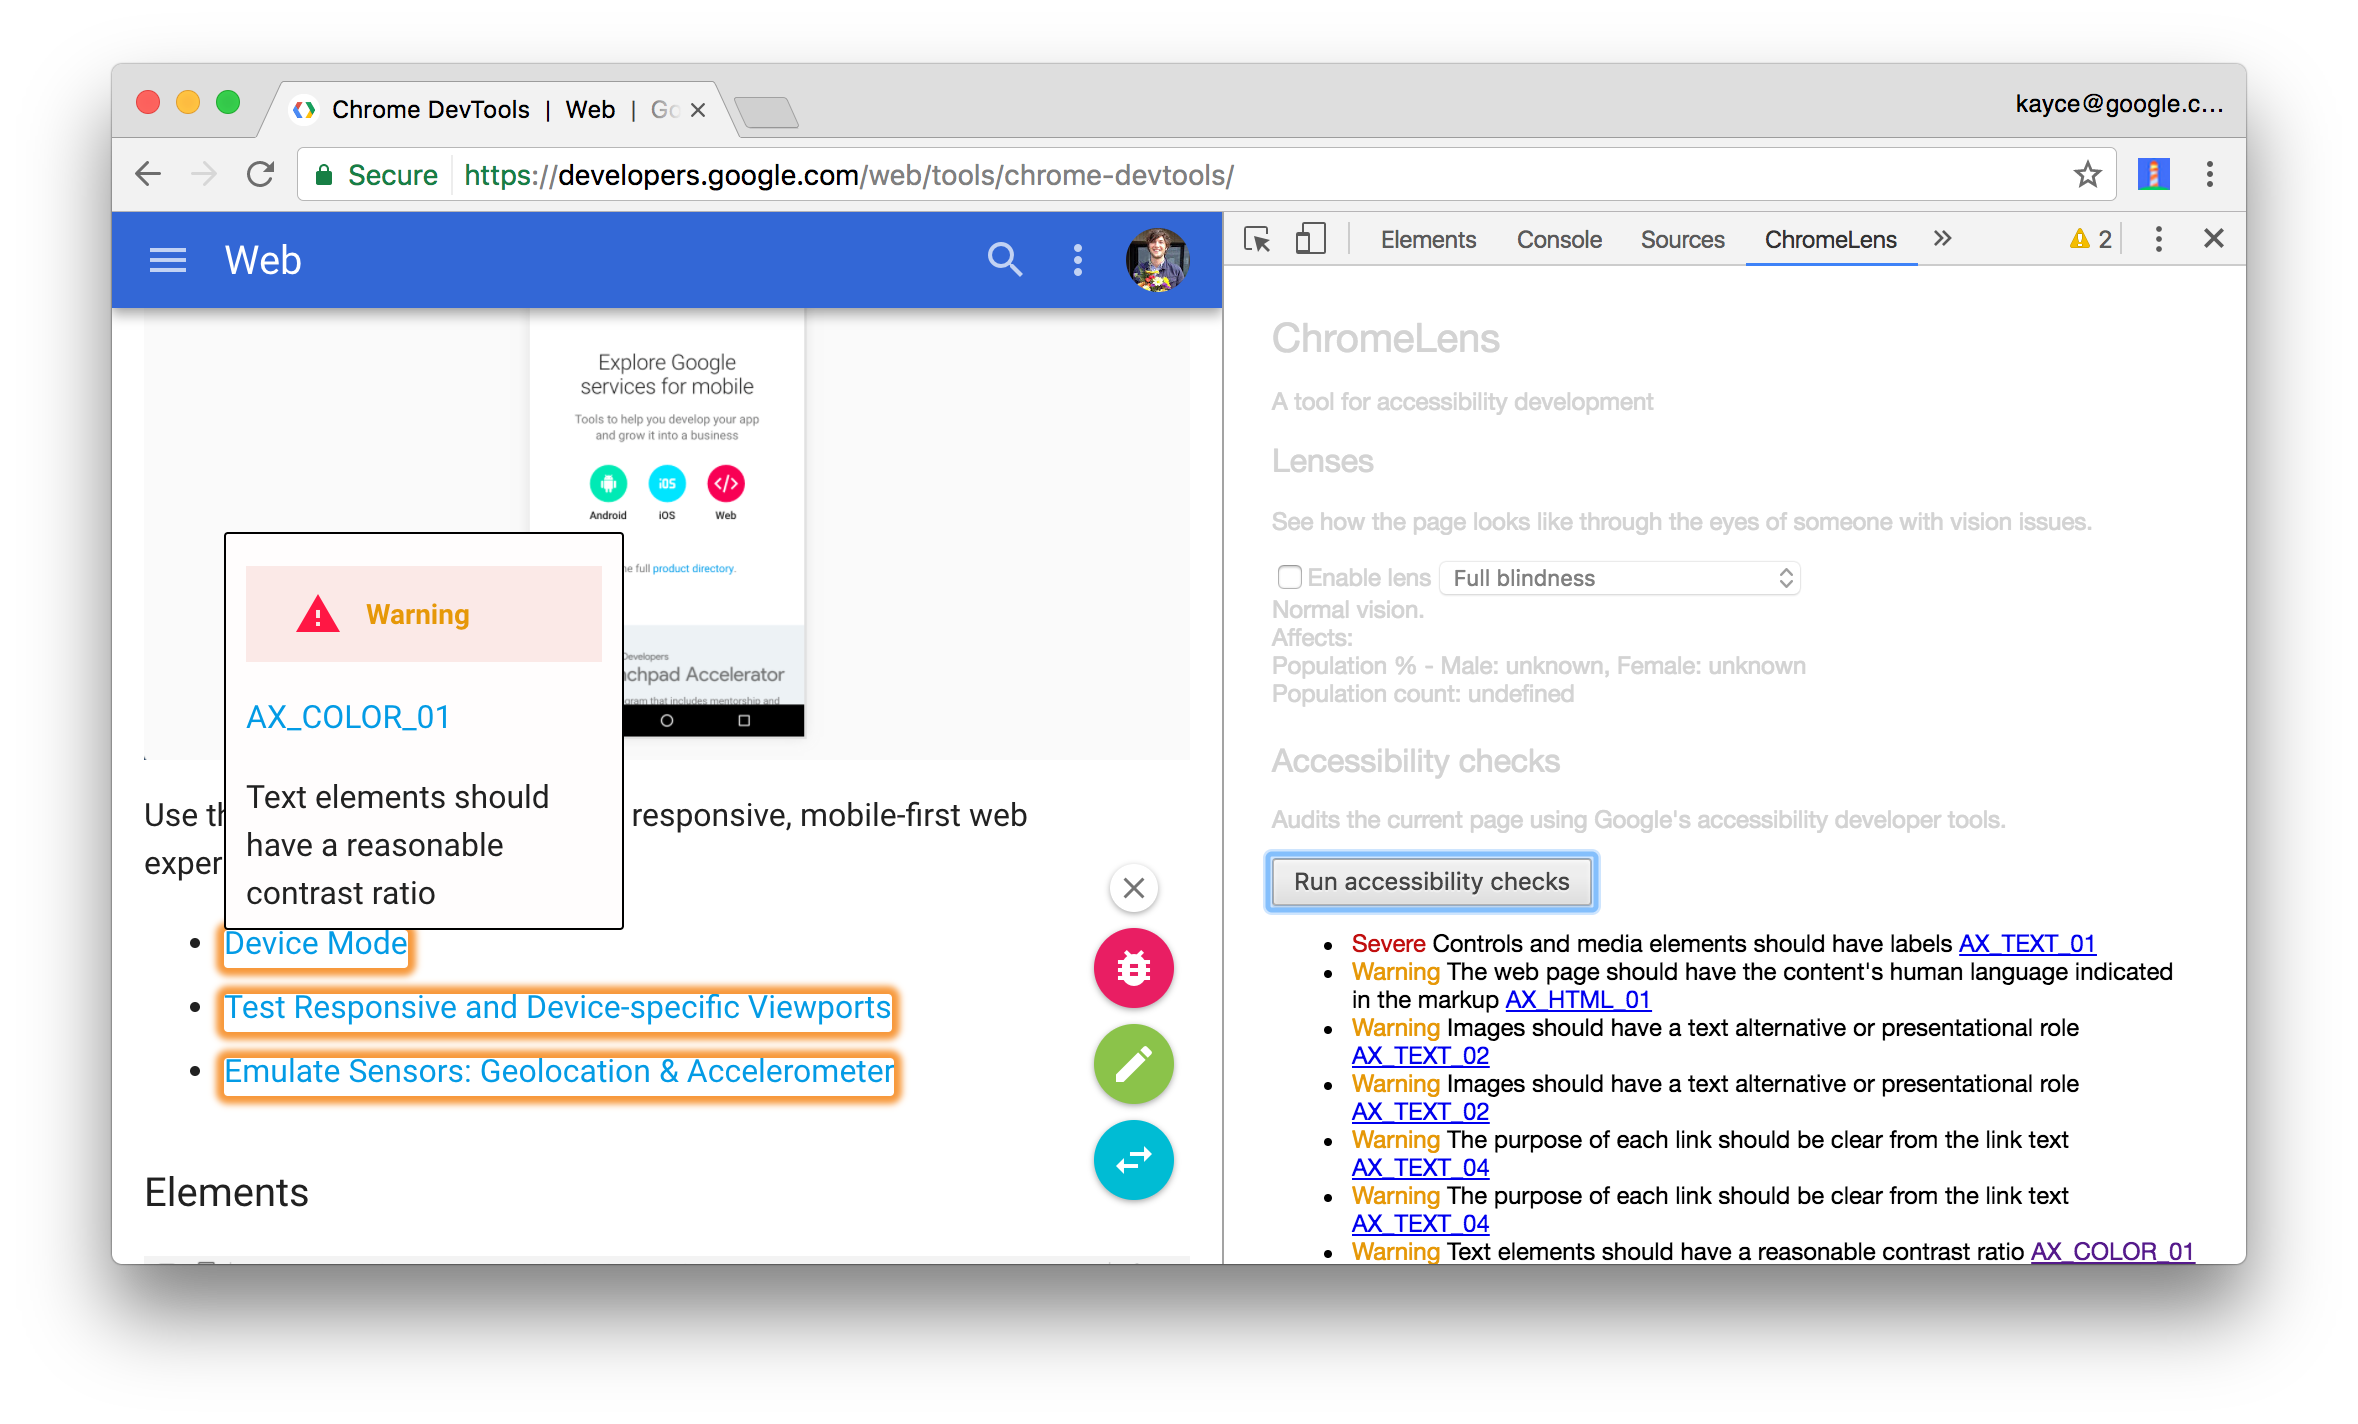 Chrome DevTools | Web | Go
kayce@google.c...
Secure https://developers.google.com/web/tools/chrome-devtools/
Web
Explore Google
services for mobile
Tools to help you develop your app
and grow it into a business
iOS
</>
Android iOS Web
full product directory.
Developers
Accelerator
that includes mentorship and
Warning
AX_COLOR_01
Text elements should
have a reasonable
contrast ratio
Use responsive, mobile-first web
Device Mode
Test Responsive and Device-specific Viewports
Emulate Sensors: Geolocation & Accelerometer
Elements
Elements Console Sources ChromeLens 2
ChromeLens
A tool for accessibility development
Lenses
See how the page looks like through the eyes of someone with vision issues.
Enable lens Full blindness
Normal vision.
Affects:
Population % - Male: unknown, Female: unknown
Population count: undefined
Accessibility checks
Audits the current page using Google's accessibility developer tools.
Run accessibility checks
• Severe Controls and media elements should have labels AX_TEXT_01
• Warning The web page should have the content's human language indicated
in the markup AX_HTML_01
• Warning Images should have a text alternative or presentational role
AX_TEXT_02
• Warning Images should have a text alternative or presentational role
AX_TEXT_02
• Warning The purpose of each link should be clear from the link text
AX_TEXT_04
• Warning The purpose of each link should be clear from the link text
AX_TEXT_04
• Warning Text elements should have a reasonable contrast ratio AX_COLOR_01